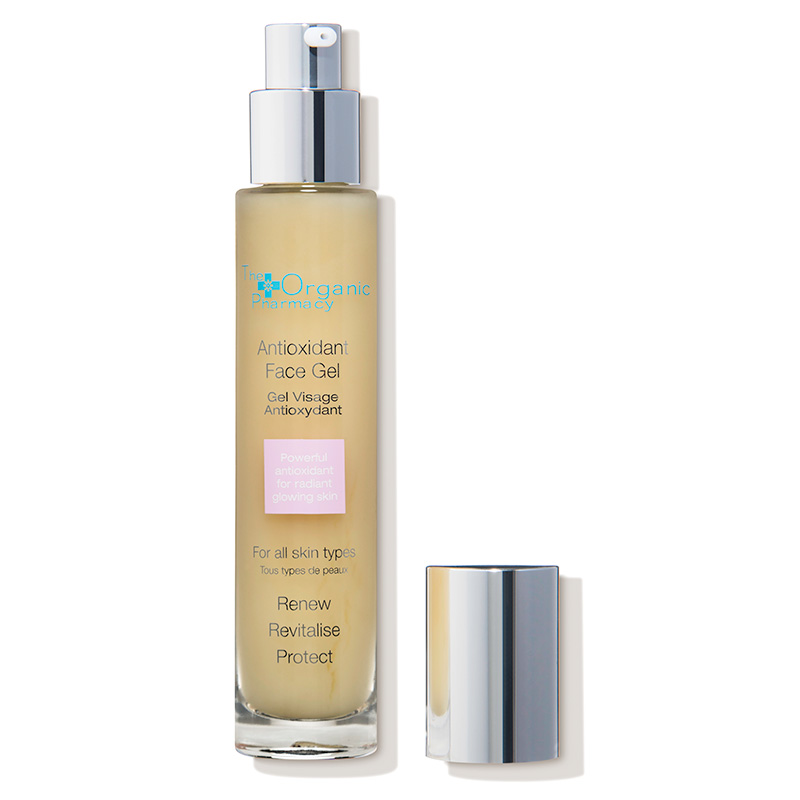 The Organic
Pharmacy
Antioxidant
Face Gel
Gel Visage
Antioxydant
Powerful
antioxidant
for radiant
glowing skin
For all skin types
Tous types de peaux
Renew
Revitalise
Protect